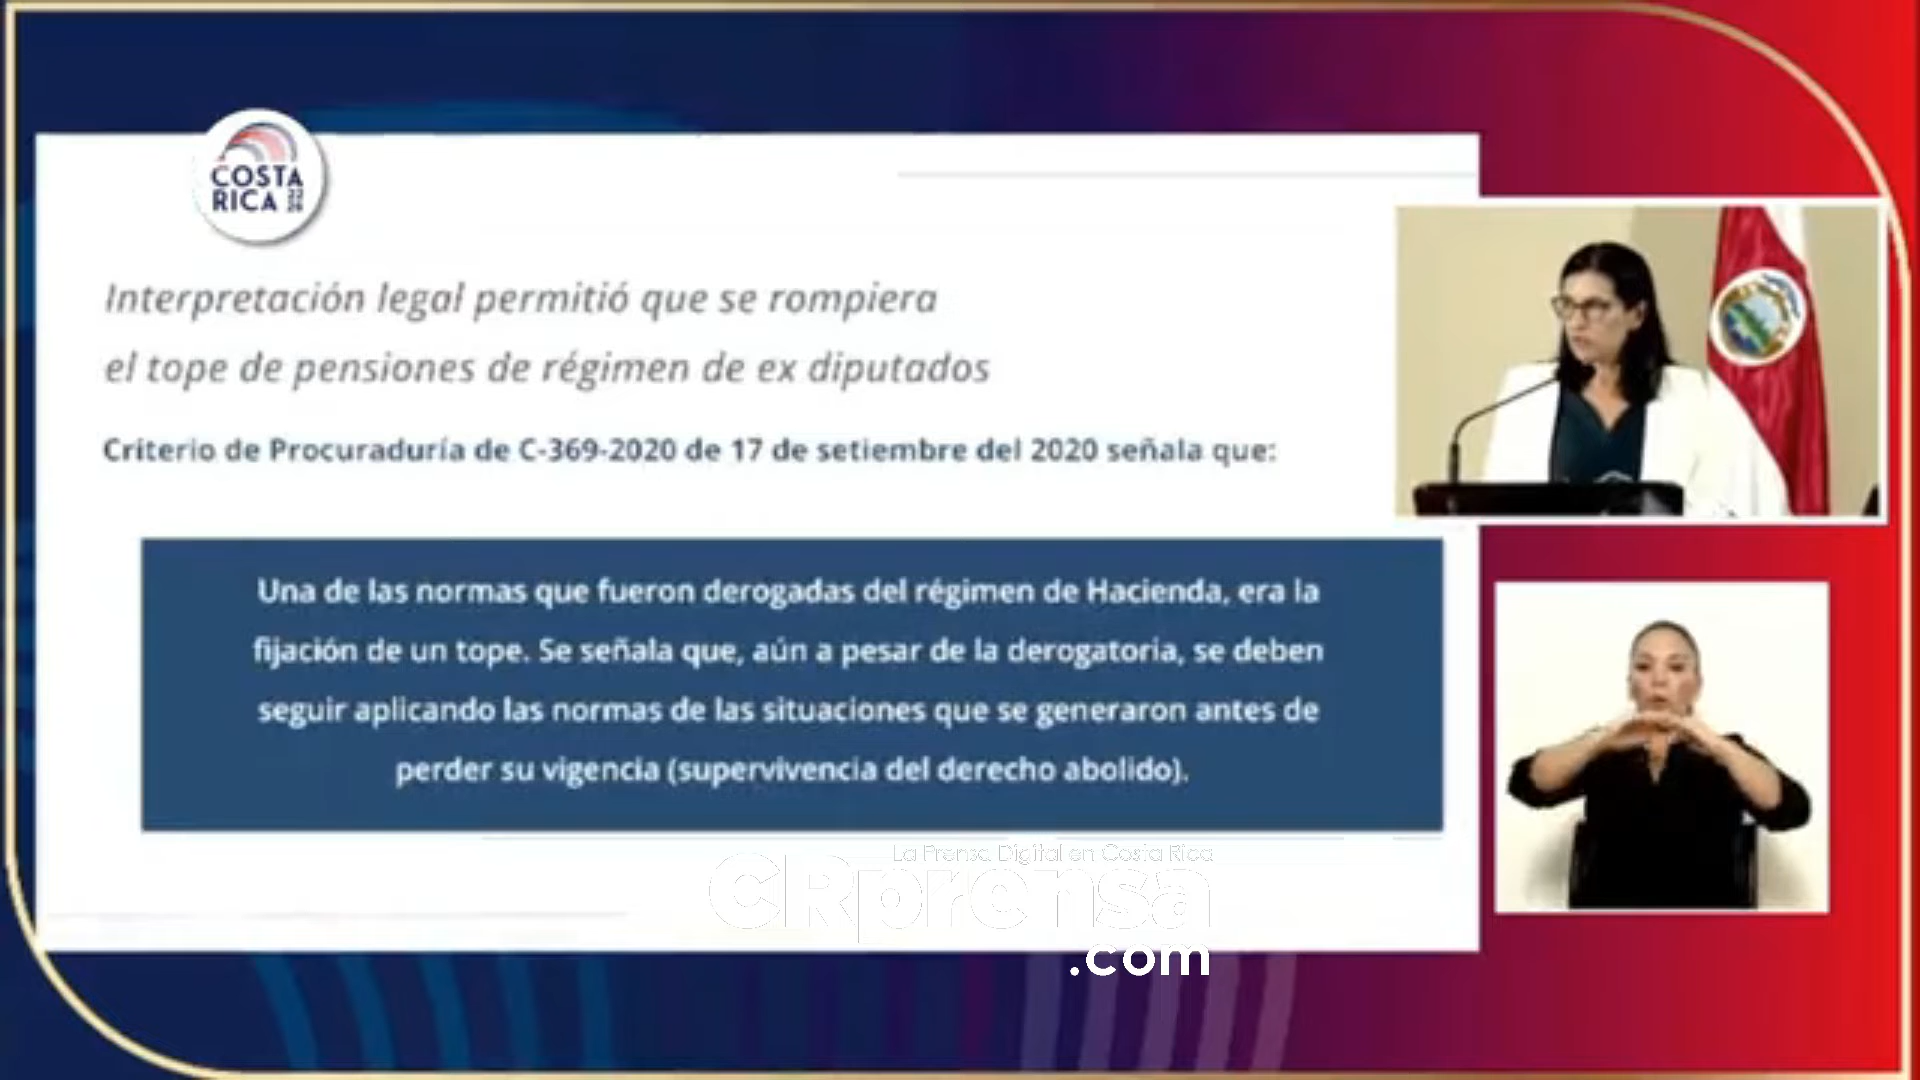 COSTA
RICA 22 26
Interpretación legal permitió que se rompiera
el tope de pensiones de régimen de ex diputados
Criterio de Procuraduría de C-369-2020 de 17 de setiembre del 2020 señala que:
Una de las normas que fueron derogadas del régimen de Hacienda, era la
fijación de un tope. Se señala que, aún a pesar de la derogatoria, se deben
seguir aplicando las normas de las situaciones que se generaron antes de
perder su vigencia (supervivencia del derecho abolido).
La Prensa Digital en Costa Rica
CRprensa
.com